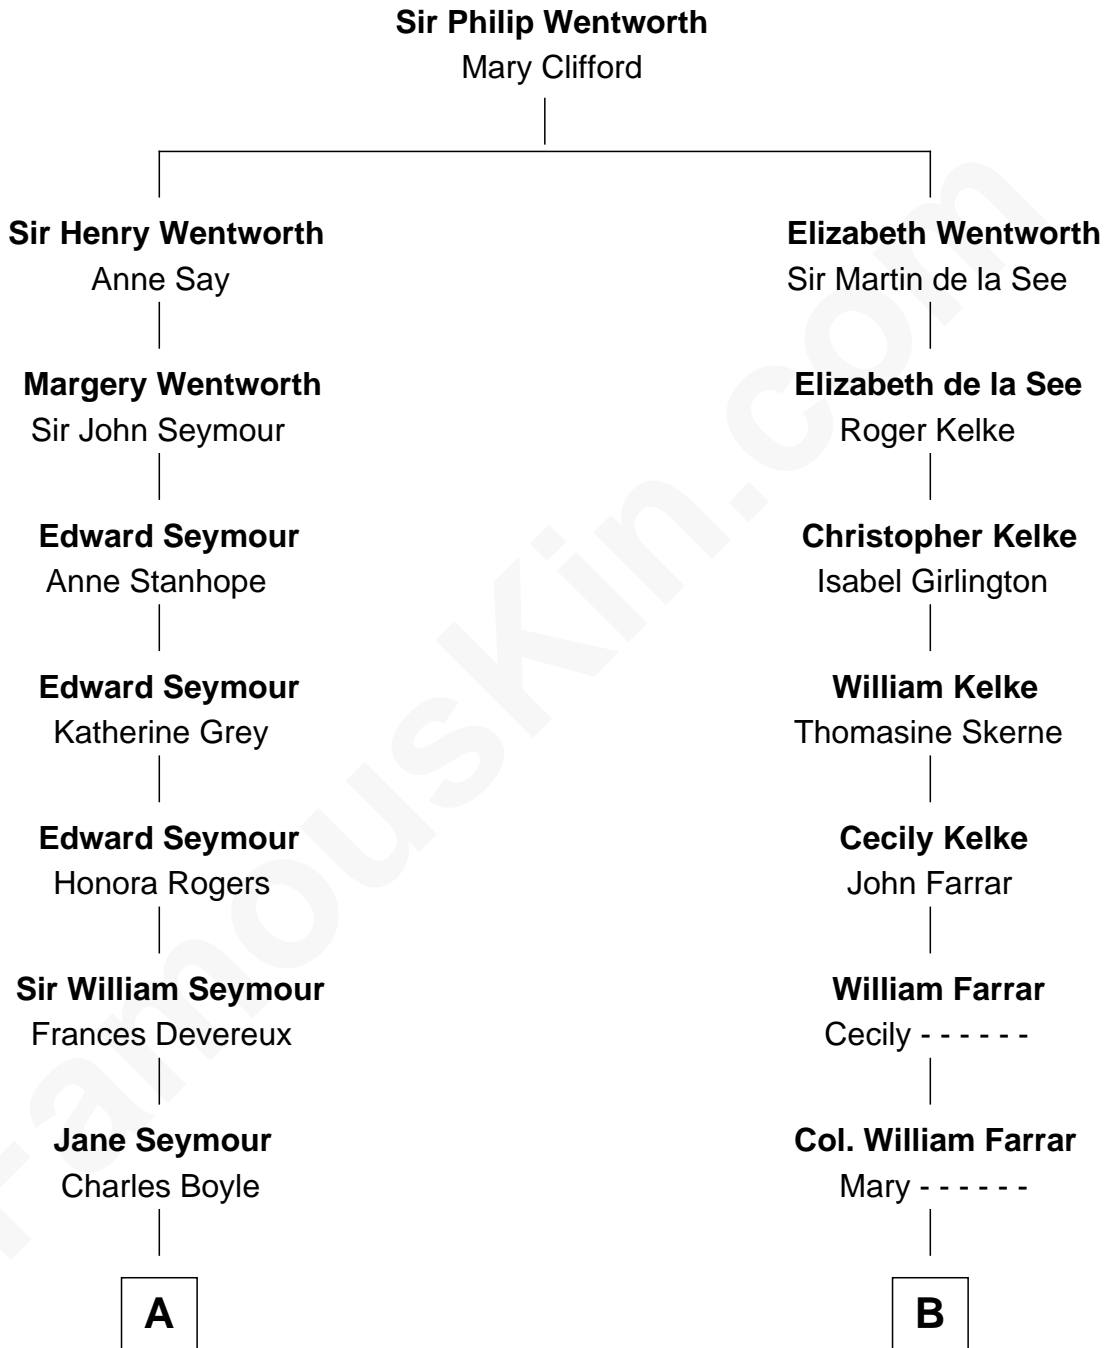 Sir Philip Wentworth
Mary Clifford
Sir Henry Wentworth
Anne Say
Elizabeth Wentworth
Sir Martin de la See
Margery Wentworth
Sir John Seymour
Elizabeth de la See
Roger Kelke
Edward Seymour
Anne Stanhope
Christopher Kelke
Isabel Girlington
Edward Seymour
Katherine Grey
William Kelke
Thomasine Skerne
Edward Seymour
Honora Rogers
Cecily Kelke
John Farrar
Sir William Seymour
Frances Devereux
William Farrar
Cecily - - - - - -
Jane Seymour
Charles Boyle
Col. William Farrar
Mary - - - - - -
A
B
FamousKin.com